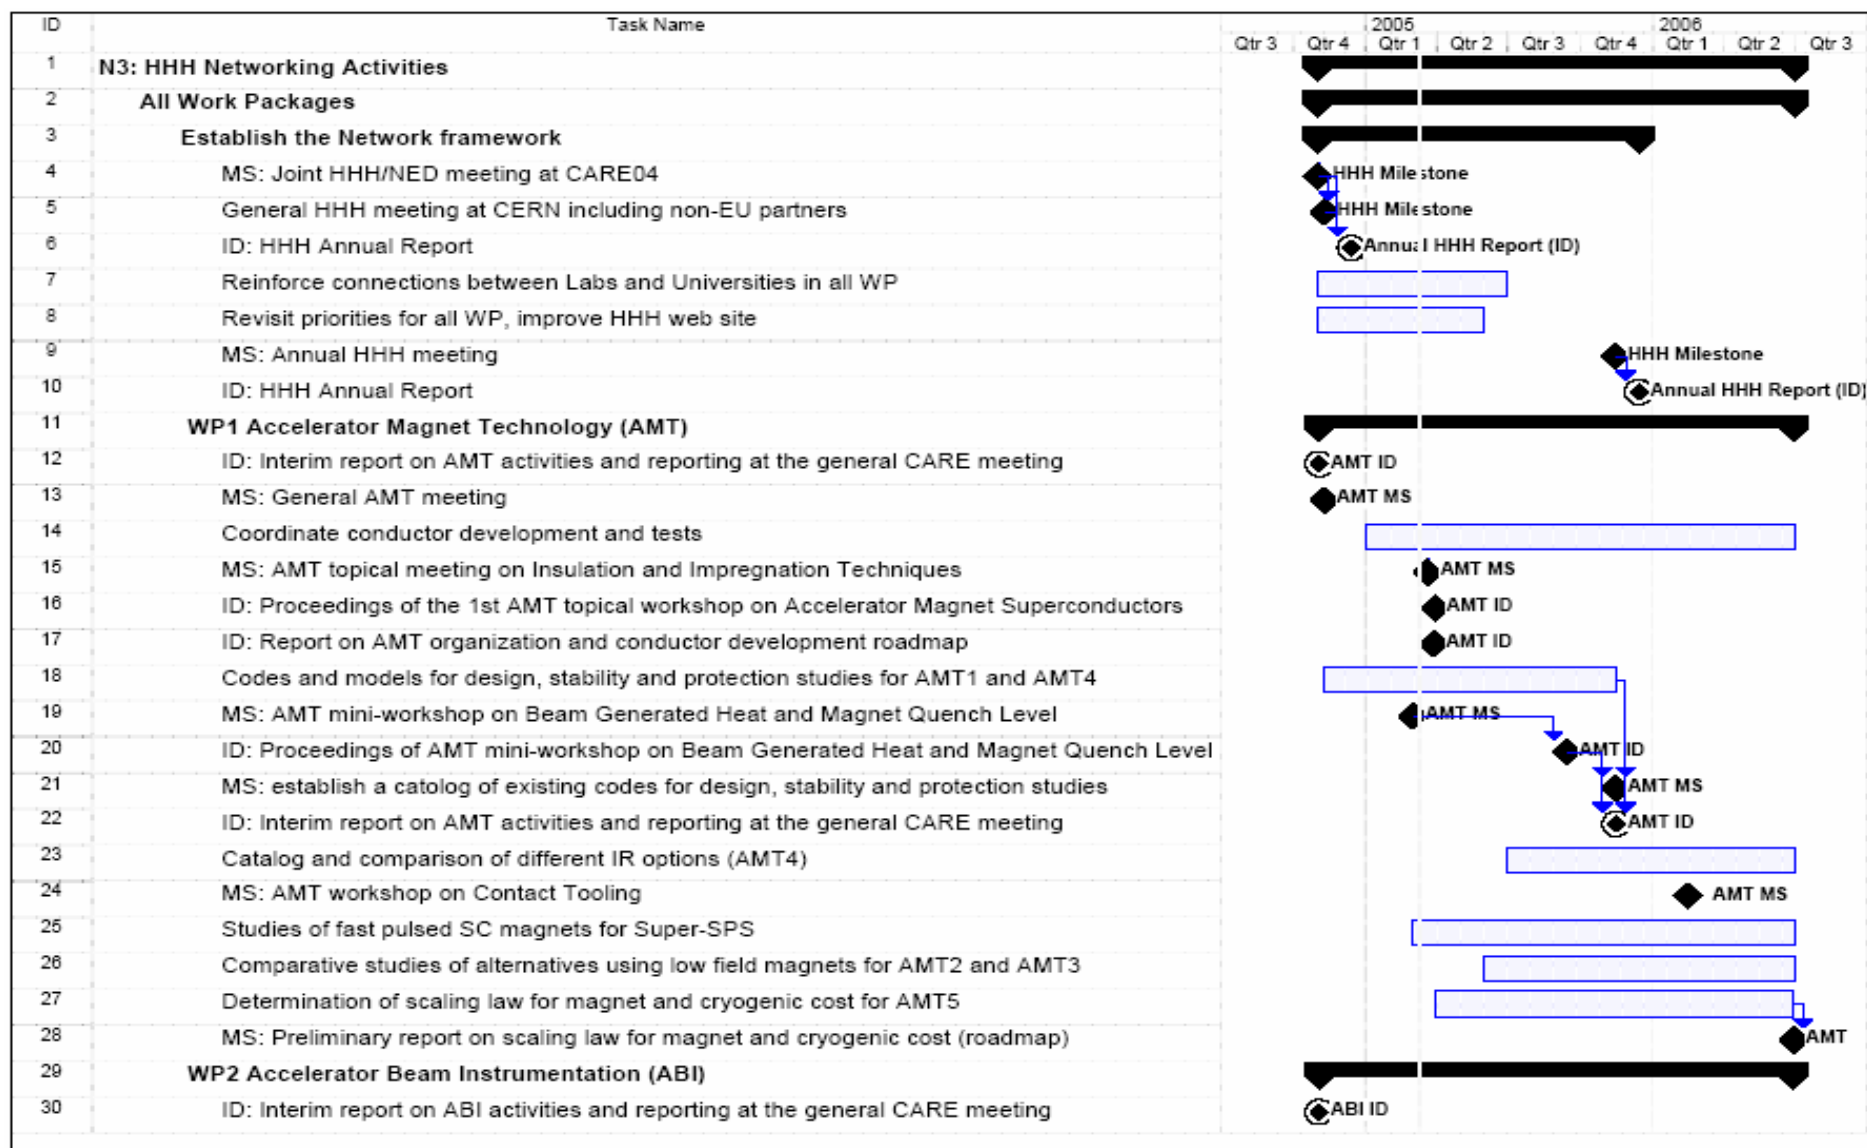 ID Task Name 2005 2006
Qtr 3 Qtr 4 Qtr 1 Qtr 2 Qtr 3 Qtr 4 Qtr 1 Qtr 2 Qtr 3
1 N3: HHH Networking Activities
2 All Work Packages
3 Establish the Network framework
4 MS: Joint HHH/NED meeting at CARE04 HHH Milestone
5 General HHH meeting at CERN including non-EU partners HHH Milestone
6 ID: HHH Annual Report Annual HHH Report (ID)
7 Reinforce connections between Labs and Universities in all WP
8 Revisit priorities for all WP, improve HHH web site
9 MS: Annual HHH meeting HHH Milestone
10 ID: HHH Annual Report Annual HHH Report (ID)
11 WP1 Accelerator Magnet Technology (AMT)
12 ID: Interim report on AMT activities and reporting at the general CARE meeting AMT ID
13 MS: General AMT meeting AMT MS
14 Coordinate conductor development and tests
15 MS: AMT topical meeting on Insulation and Impregnation Techniques AMT MS
16 ID: Proceedings of the 1st AMT topical workshop on Accelerator Magnet Superconductors AMT ID
17 ID: Report on AMT organization and conductor development roadmap AMT ID
18 Codes and models for design, stability and protection studies for AMT1 and AMT4
19 MS: AMT mini-workshop on Beam Generated Heat and Magnet Quench Level AMT MS
20 ID: Proceedings of AMT mini-workshop on Beam Generated Heat and Magnet Quench Level AMT ID
21 MS: establish a catolog of existing codes for design, stability and protection studies AMT MS
22 ID: Interim report on AMT activities and reporting at the general CARE meeting AMT ID
23 Catalog and comparison of different IR options (AMT4)
24 MS: AMT workshop on Contact Tooling AMT MS
25 Studies of fast pulsed SC magnets for Super-SPS
26 Comparative studies of alternatives using low field magnets for AMT2 and AMT3
27 Determination of scaling law for magnet and cryogenic cost for AMT5
28 MS: Preliminary report on scaling law for magnet and cryogenic cost (roadmap) AMT
29 WP2 Accelerator Beam Instrumentation (ABI)
30 ID: Interim report on ABI activities and reporting at the general CARE meeting ABI ID